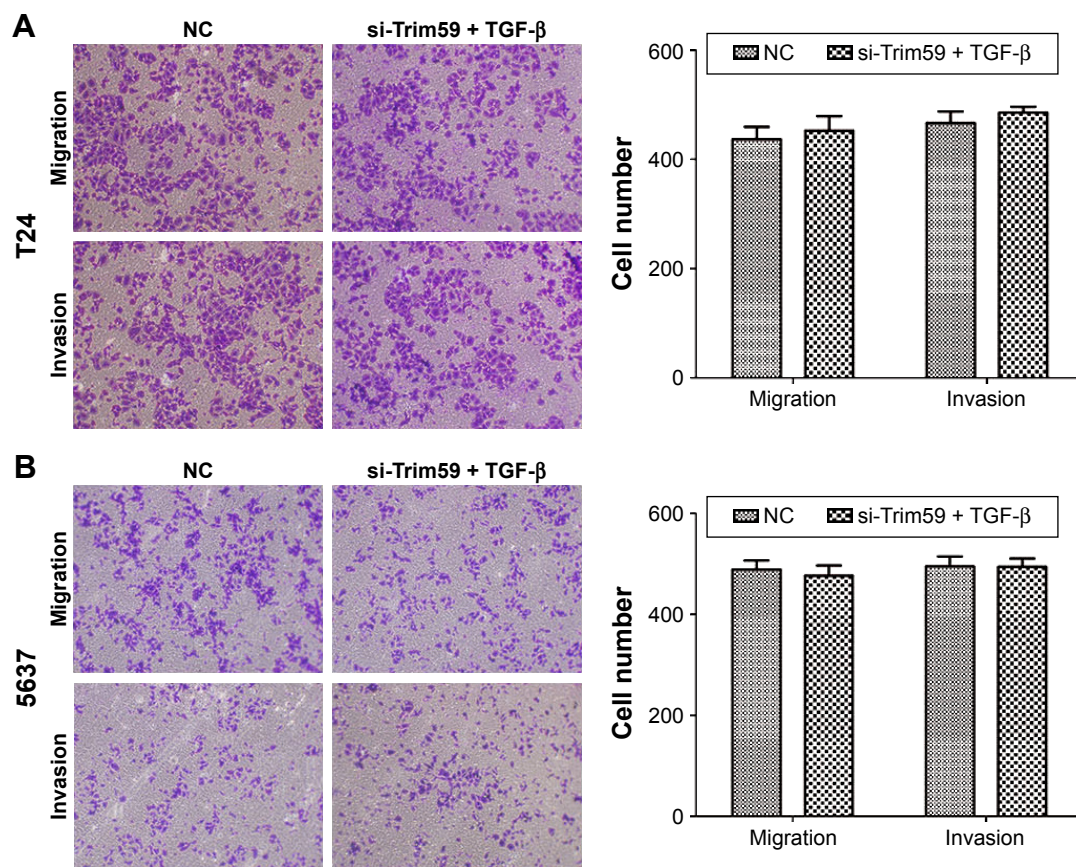 A
NC
si-Trim59 + TGF-β
T24
Migration
Invasion
NC
si-Trim59 + TGF-β
Cell number
600
400
200
0
Migration
Invasion
B
NC
si-Trim59 + TGF-β
5637
Migration
Invasion
NC
si-Trim59 + TGF-β
Cell number
600
400
200
0
Migration
Invasion